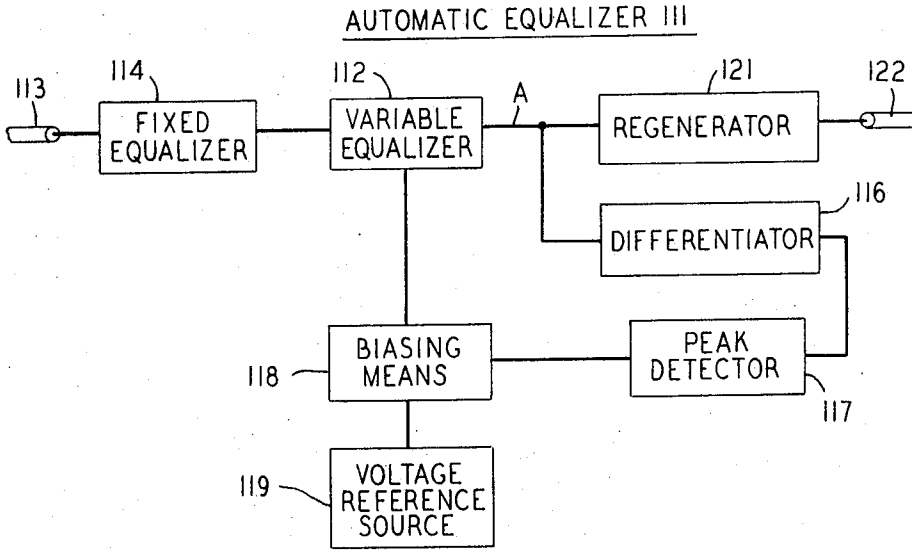 AUTOMATIC EQUALIZER 111
113
114
FIXED
EQUALIZER
112
VARIABLE
EQUALIZER
A
121
REGENERATOR
122
116
DIFFERENTIATOR
118
BIASING
MEANS
PEAK
DETECTOR
117
119
VOLTAGE
REFERENCE
SOURCE